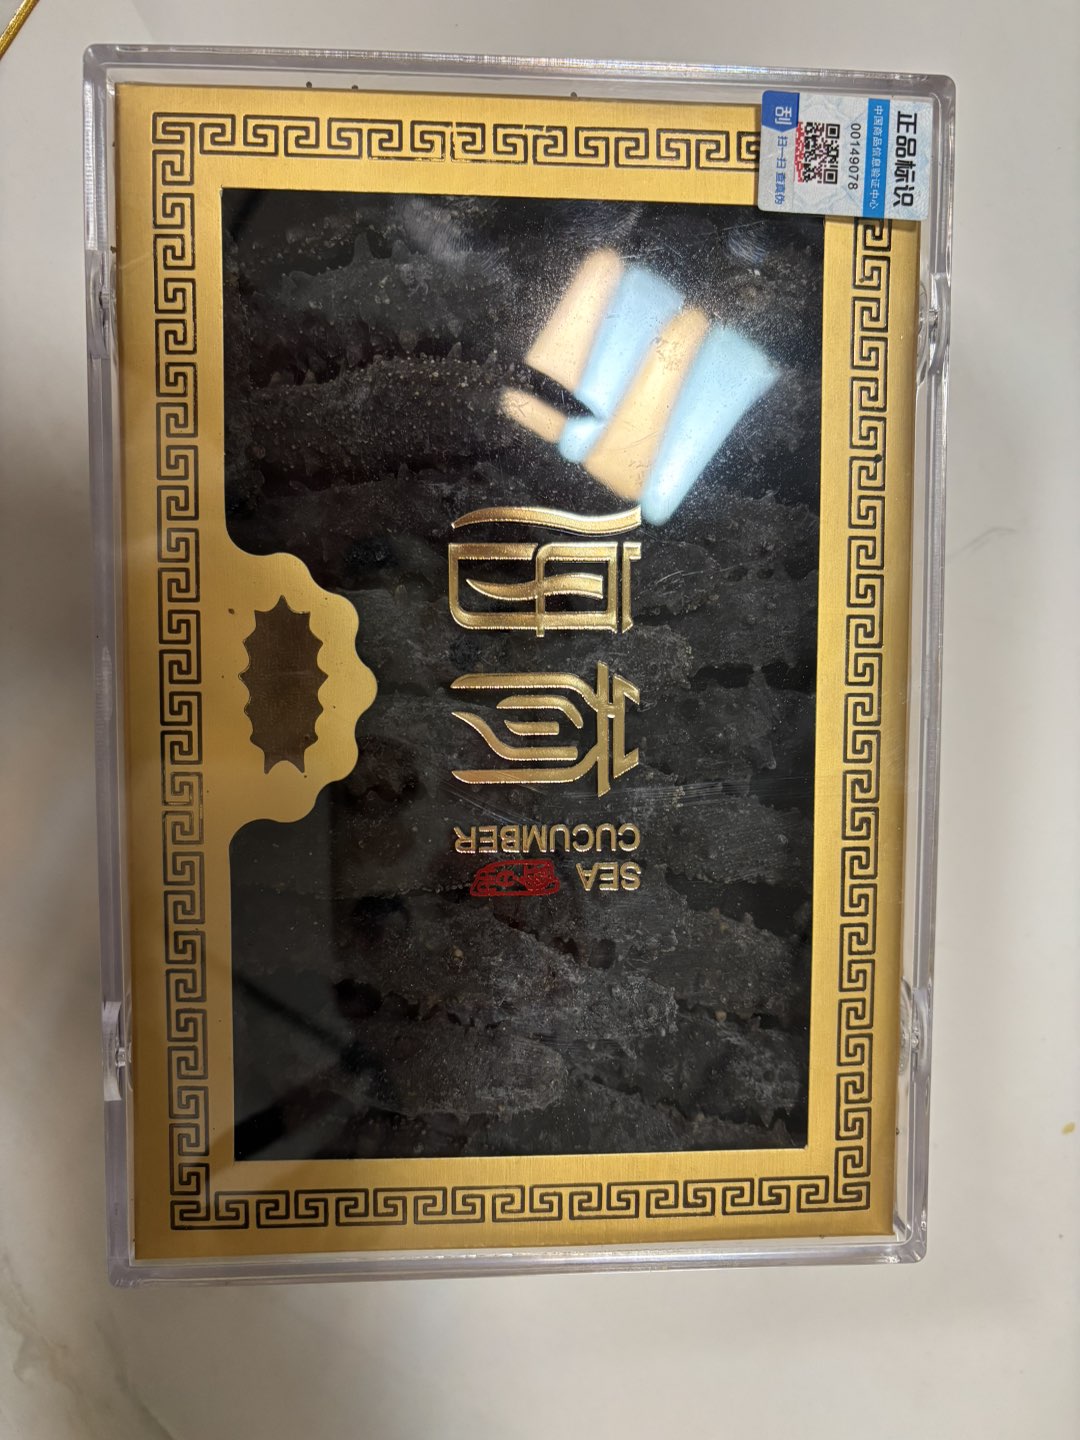 正品标识
中国商品信息验证中心
00149078
刮
扫一扫 查真伪
海参
SEA
CUCUMBER